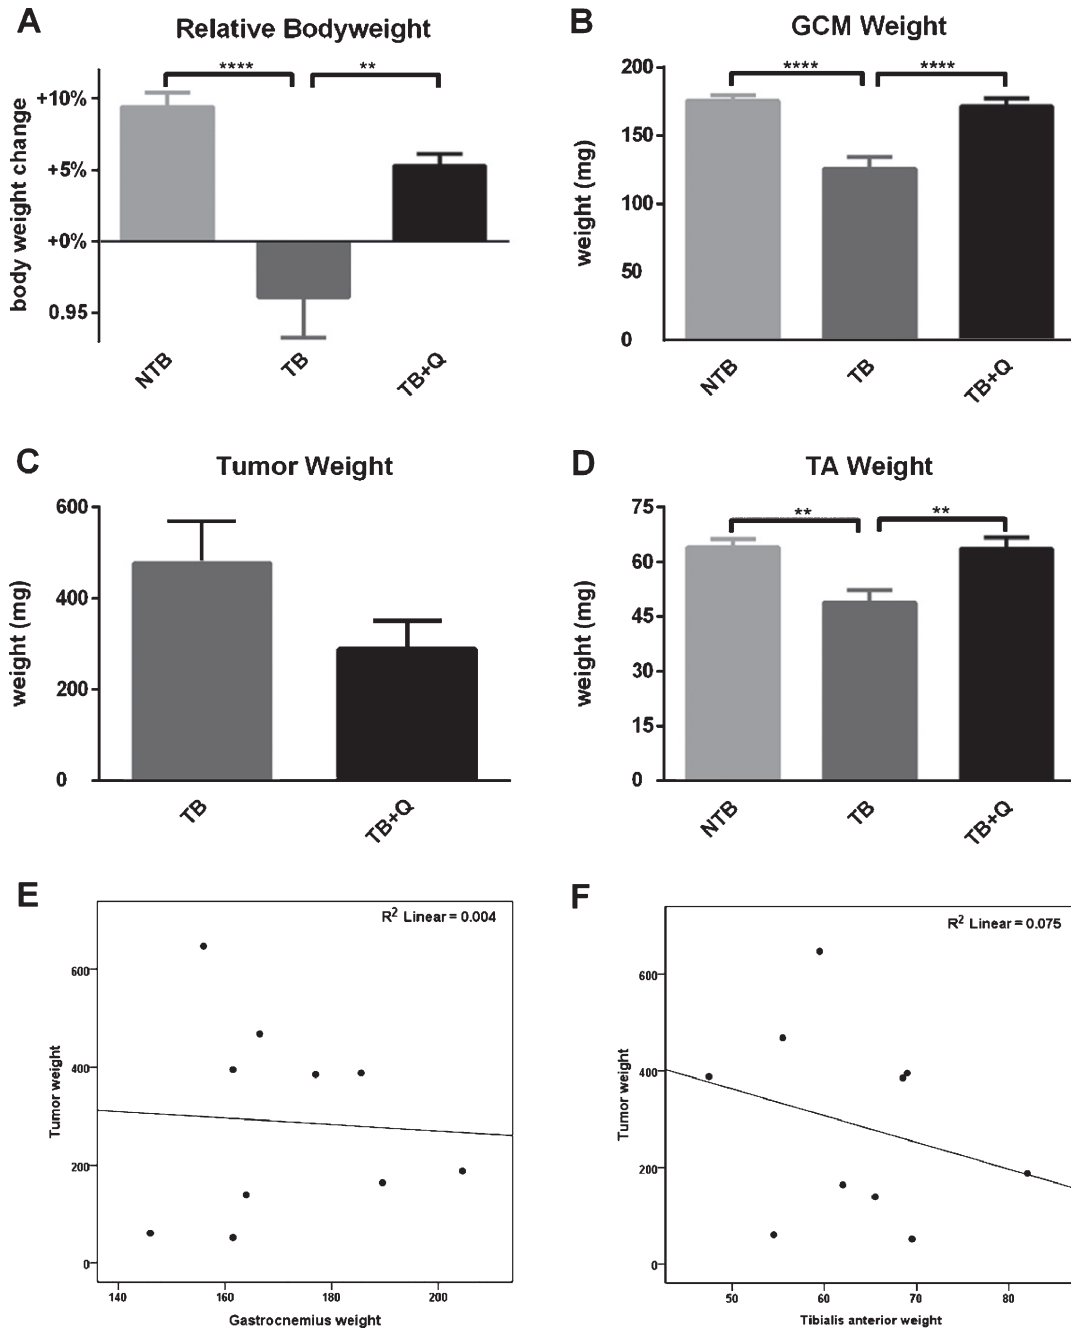 A
Relative Bodyweight
body weight change
+10%
+5%
+0%
0.95
****
**
NTB
TB
TB+Q
B
GCM Weight
weight (mg)
200
150
100
50
0
****
****
NTB
TB
TB+Q
C
Tumor Weight
weight (mg)
600
400
200
0
TB
TB+Q
D
TA Weight
weight (mg)
75
60
45
30
15
0
**
**
NTB
TB
TB+Q
E
R² Linear = 0.004
Tumor weight
600
400
200
0
140 160 180 200
Gastrocnemius weight
F
R² Linear = 0.075
Tumor weight
600
400
200
0
50 60 70 80
Tibialis anterior weight